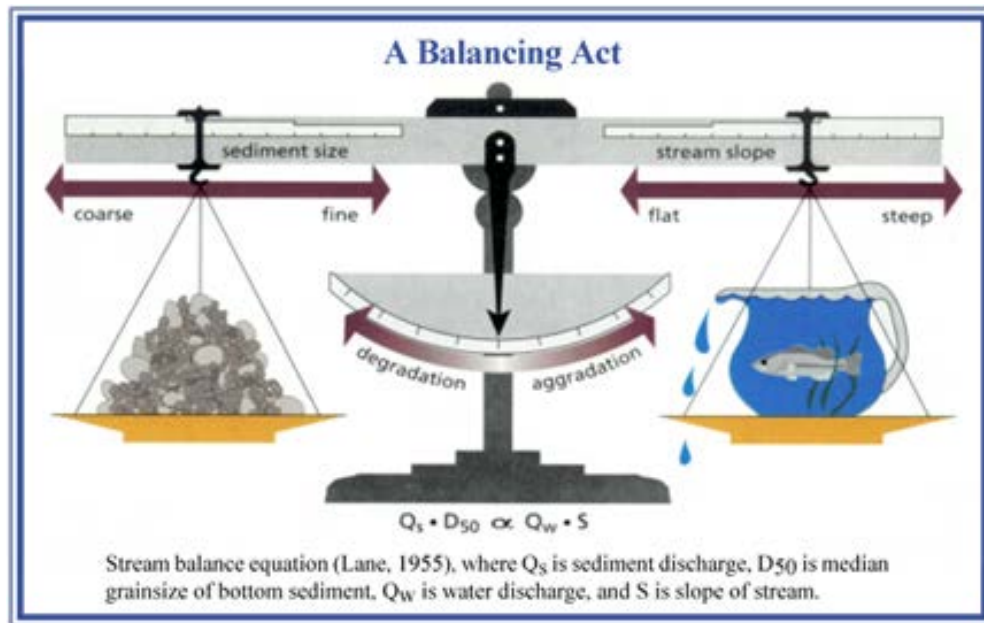 A Balancing Act
sediment size
stream slope
coarse
fine
flat
steep
degradation
aggradation
Qs • D50 ∝ Qw • S
Stream balance equation (Lane, 1955), where Qs is sediment discharge, D50 is median
grainsize of bottom sediment, Qw is water discharge, and S is slope of stream.